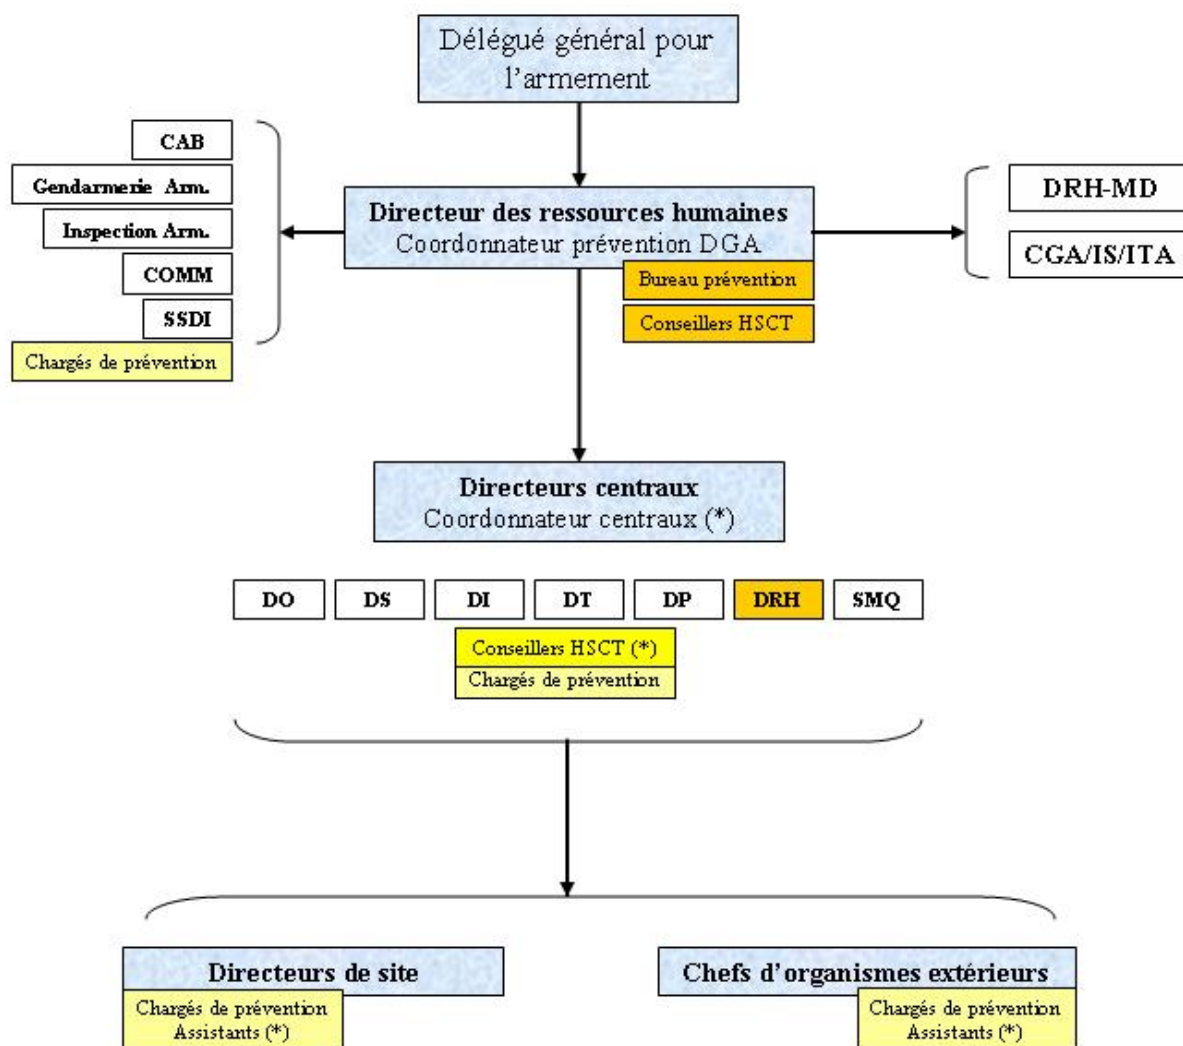 Délégué général pour
l'armement
CAB
Gendarmerie Arm.
Inspection Arm.
COMM
SSDI
Chargés de prévention
Directeur des ressources humaines
Coordonnateur prévention DGA
Bureau prévention
Conseillers HSCT
DRH-MD
CGA/IS/ITA
Directeurs centraux
Coordonnateur centraux (*)
DO DS DI DT DP DRH SMQ
Conseillers HSCT (*)
Chargés de prévention
Directeurs de site
Chargés de prévention
Assistants (*)
Chefs d'organismes extérieurs
Chargés de prévention
Assistants (*)